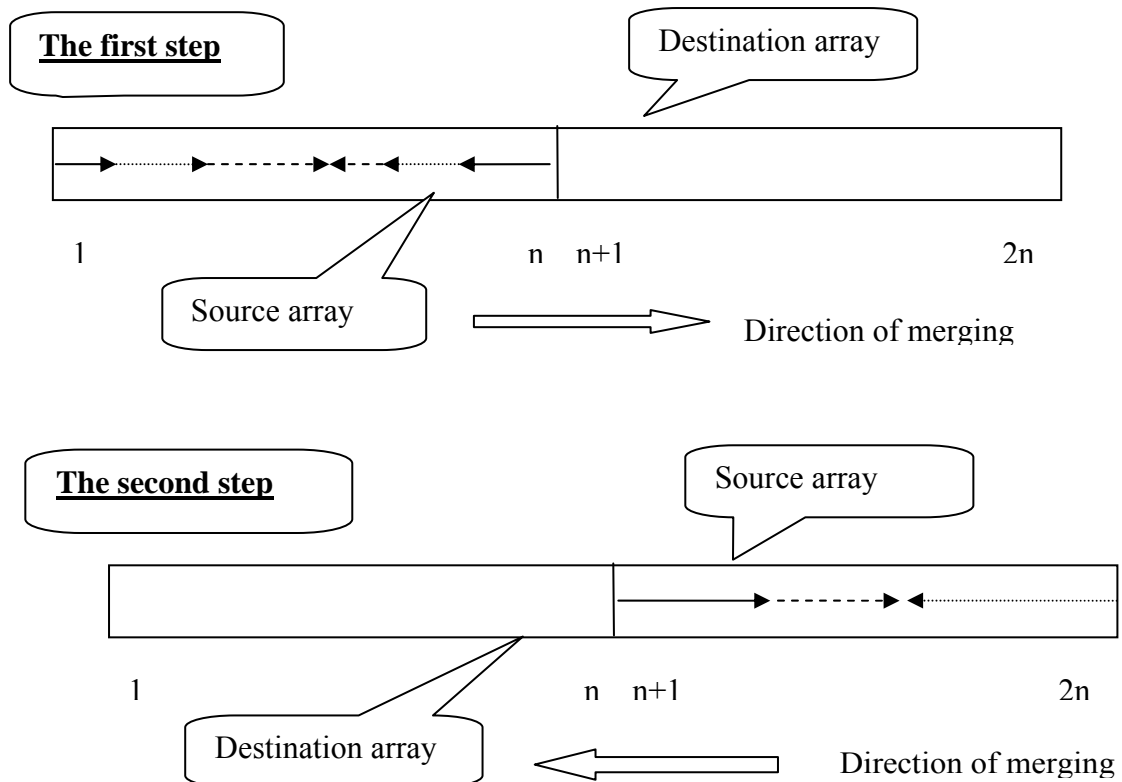 The first step
Destination array
1 n n+1 2n
Source array
Direction of merging
The second step
Source array
1 n n+1 2n
Destination array
Direction of merging